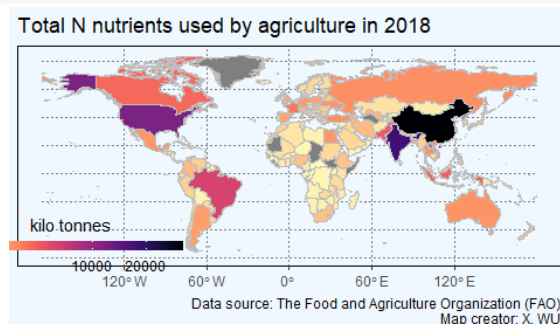 Total N nutrients used by agriculture in 2018
kilo tonnes
10000 20000
120°W 60°W 0° 60°E 120°E
Data source: The Food and Agriculture Organization (FAO)
Map creator: X. WU